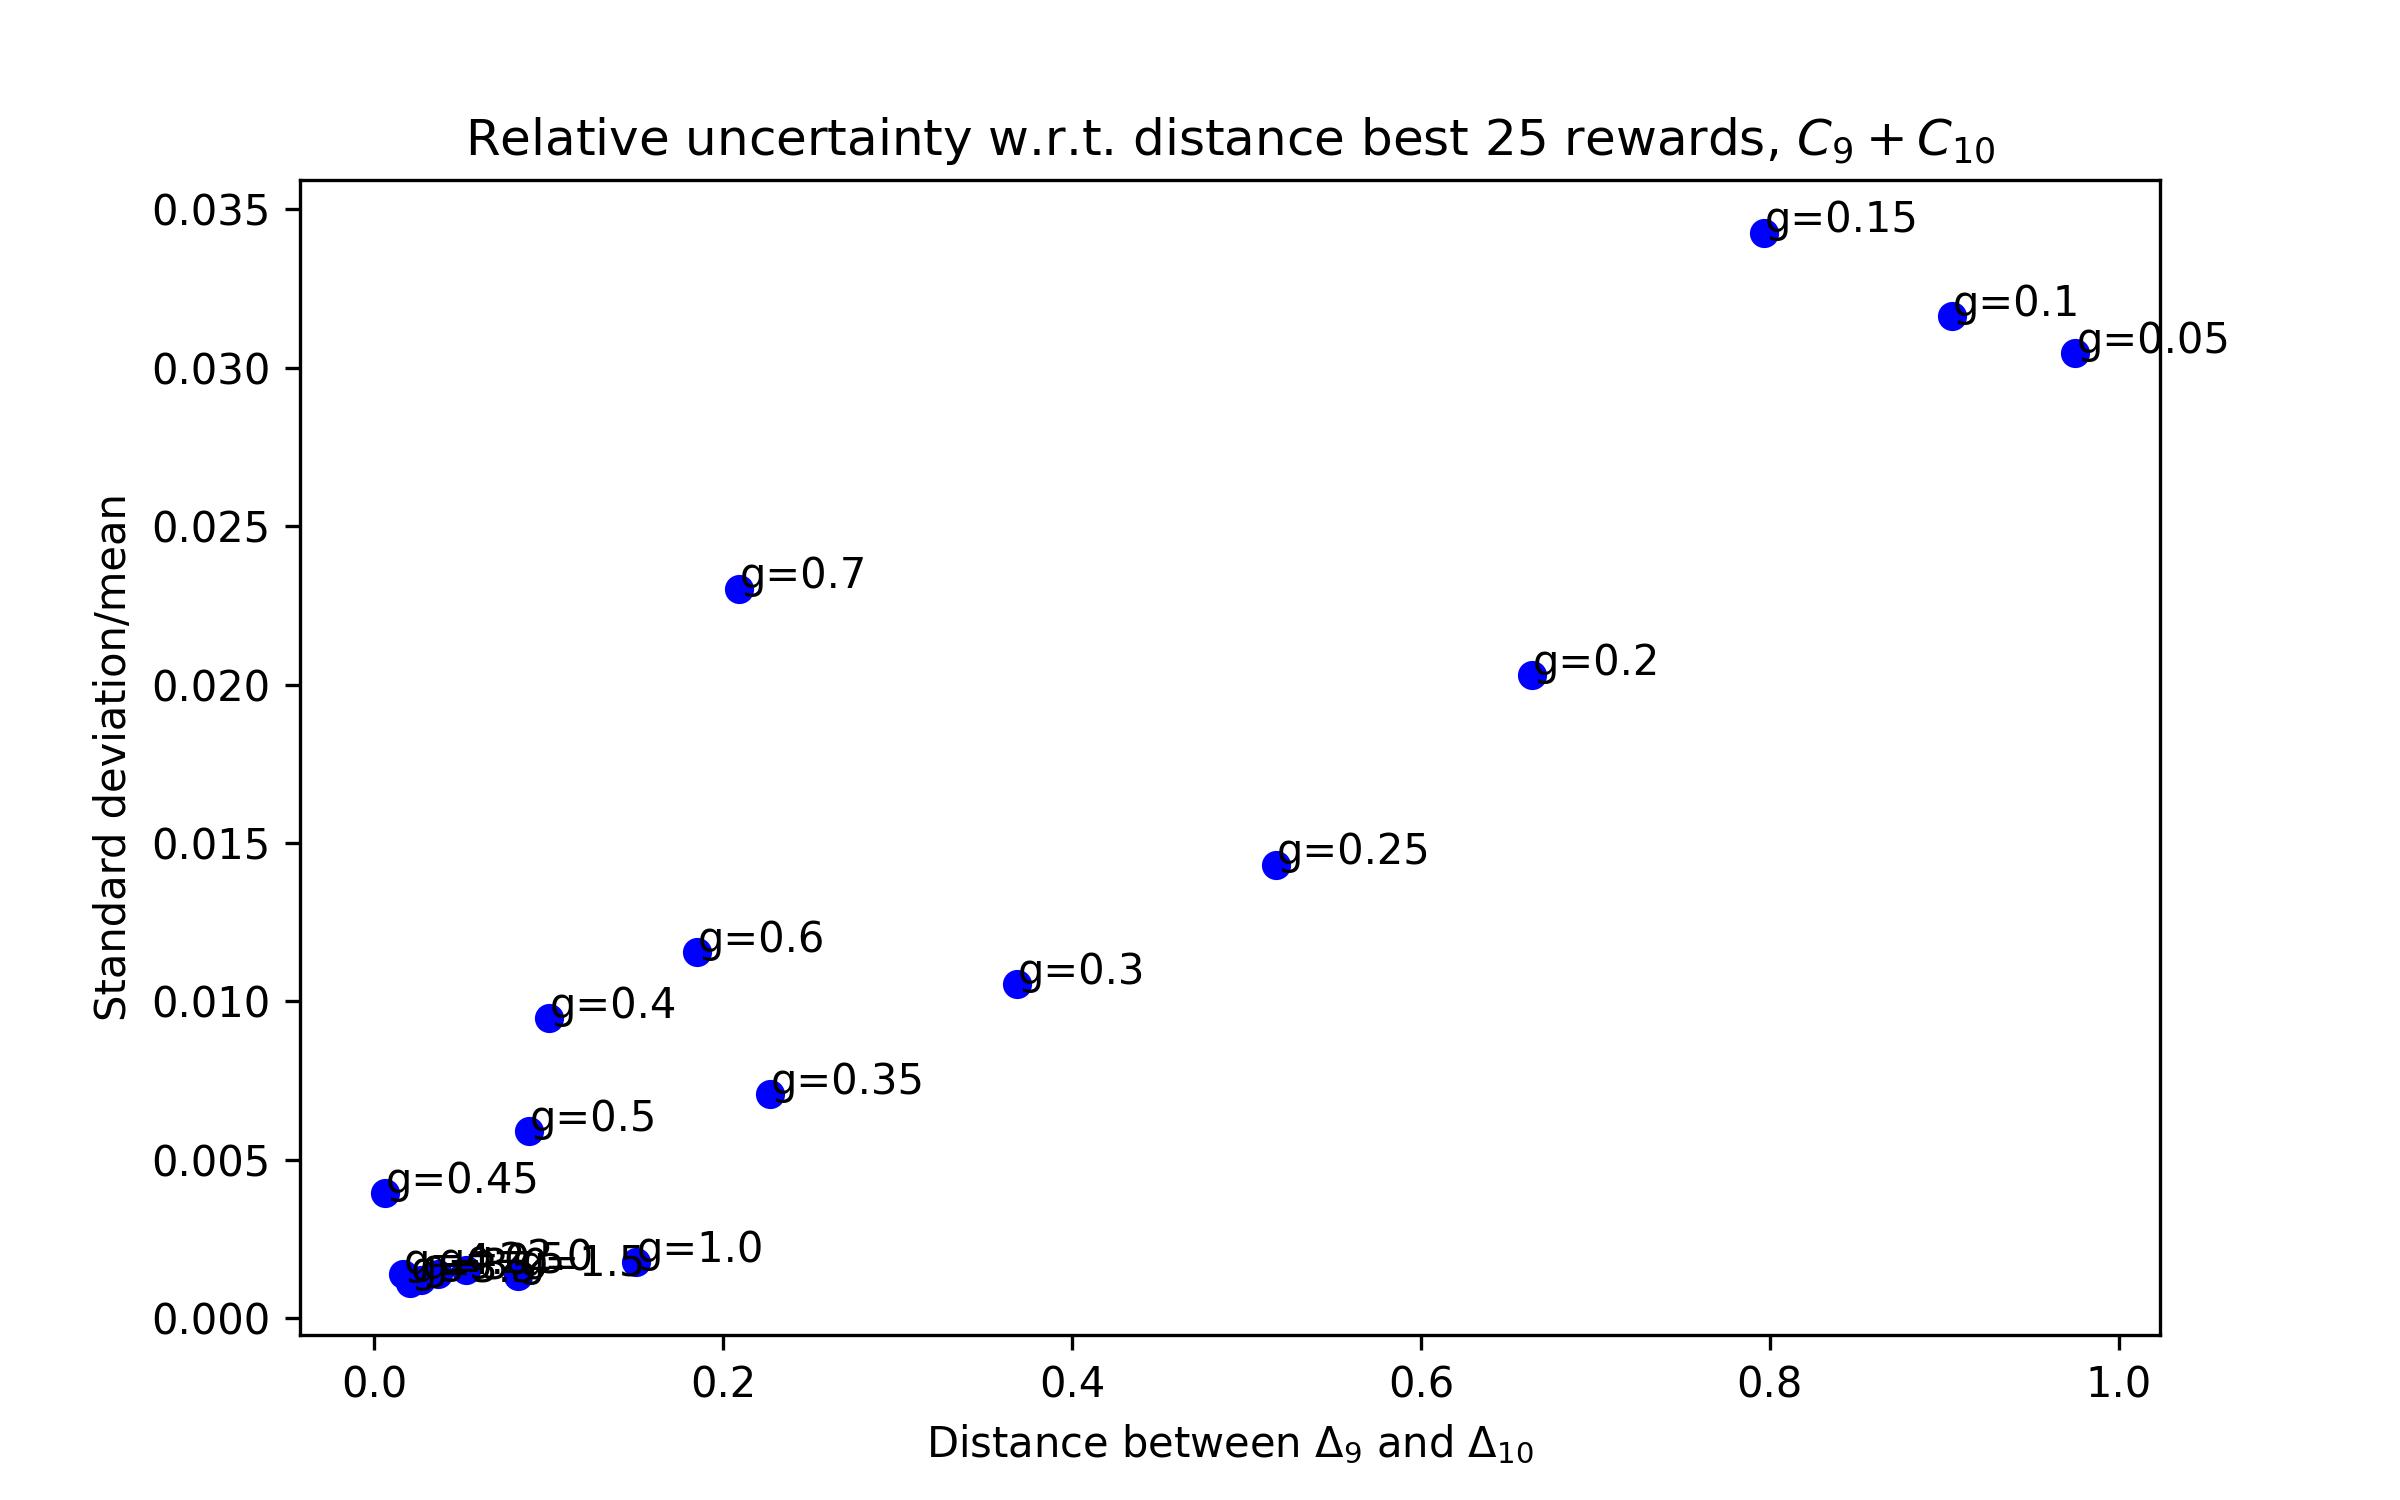 Relative uncertainty w.r.t. distance best 25 rewards, C₉ + C₁₀
0.035
g=0.15
g=0.1
g=0.05
0.030
0.025
g=0.7
0.020
g=0.2
0.015
g=0.25
g=0.6
g=0.3
0.010
g=0.4
g=0.35
g=0.5
0.005
g=0.45
g=1.0
g=1.5
0.000
0.0 0.2 0.4 0.6 0.8 1.0
Distance between Δ₉ and Δ₁₀
Standard deviation/mean